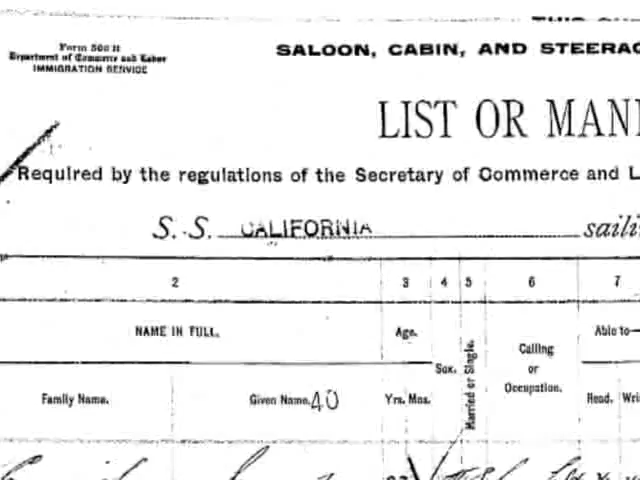 Form 500 B
Department of Commerce and Labor
IMMIGRATION SERVICE
SALOON, CABIN, AND STEERAG
LIST OR MANI
Required by the regulations of the Secretary of Commerce and L
S. S. CALIFORNIA saili
2 3 4 5 6 7
NAME IN FULL.
Age.
Sex.
Married or Single.
Calling
or
Occupation.
Able to—
Family Name.
Given Name. 40
Yrs. Mos.
Read.
Wri